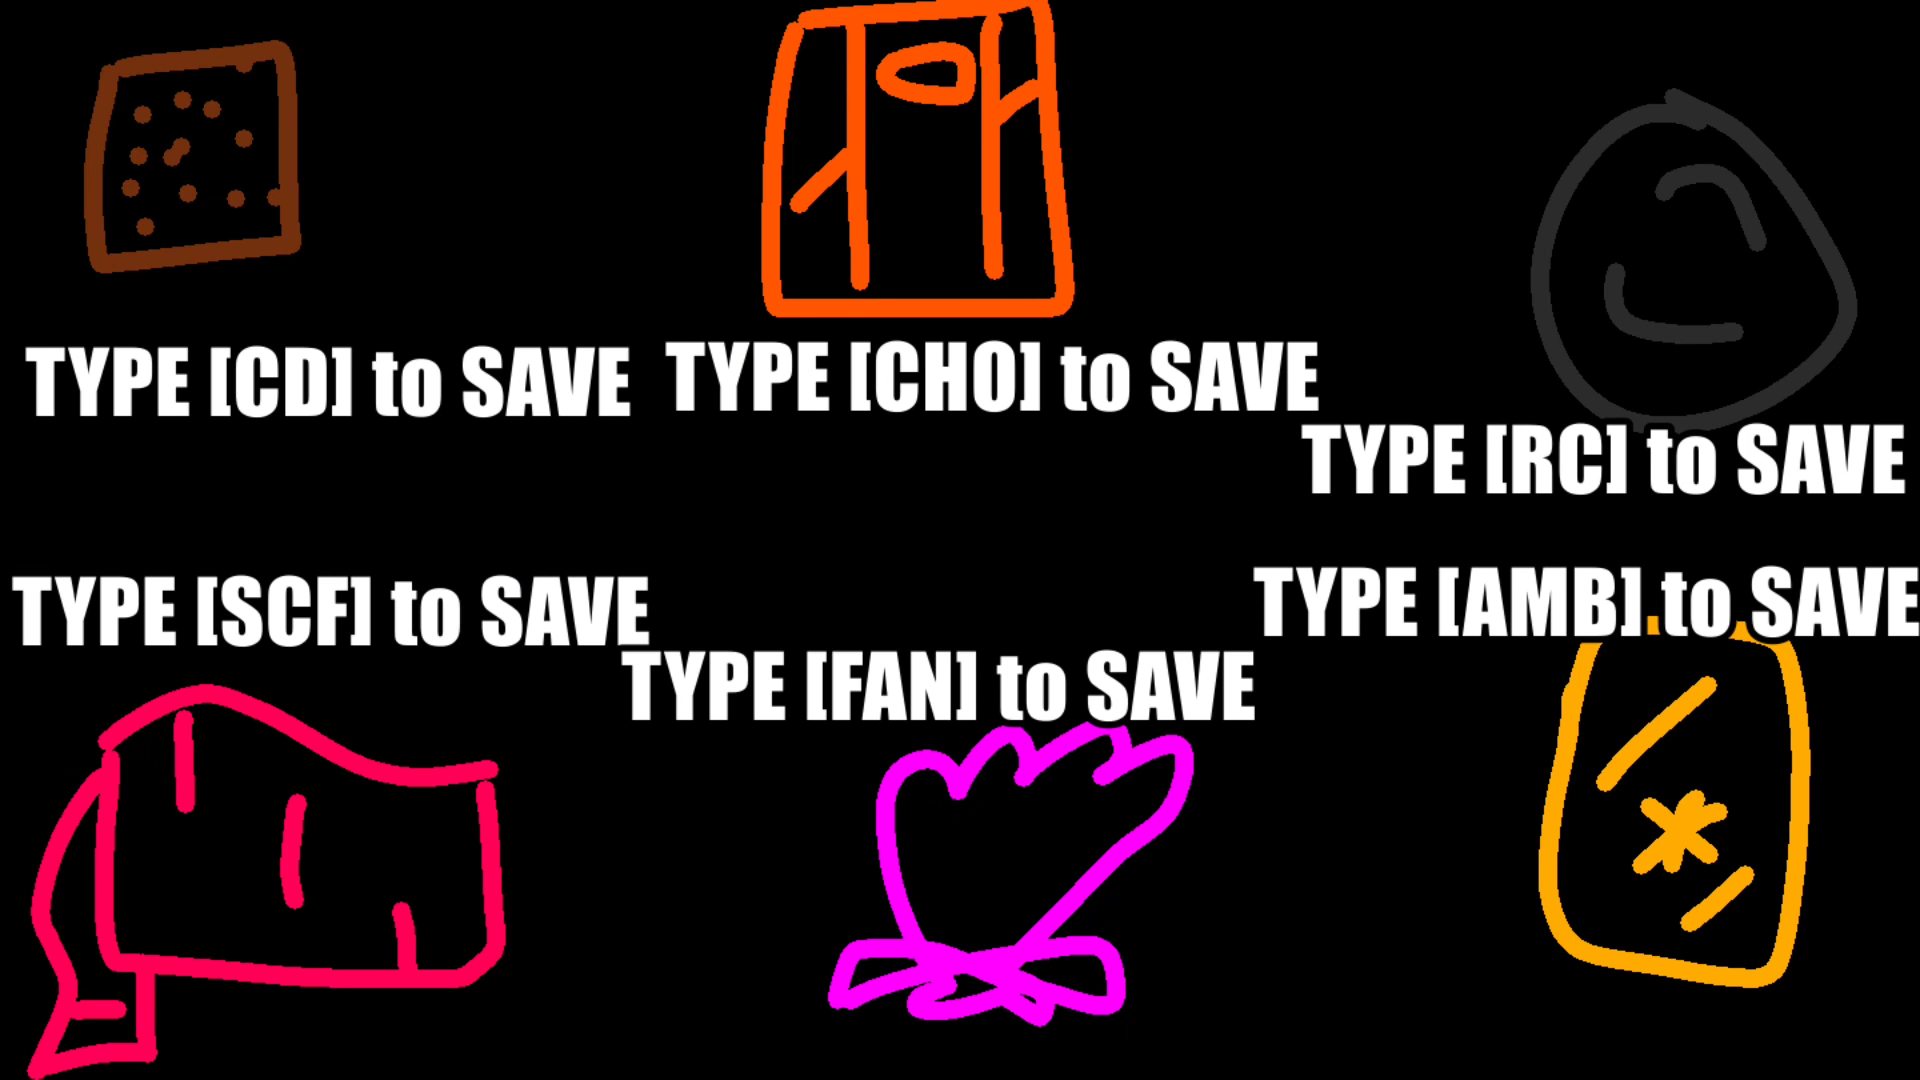 TYPE [CD] to SAVE
TYPE [CHO] to SAVE
TYPE [RC] to SAVE
TYPE [SCF] to SAVE
TYPE [FAN] to SAVE
TYPE [AMB] to SAVE